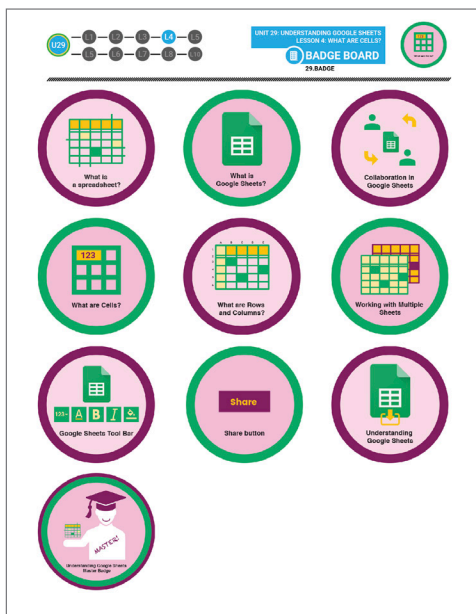 U29
L1
L2
L3
L4
L5
L5
L6
L7
L8
L10
UNIT 29: UNDERSTANDING GOOGLE SHEETS
LESSON 4: WHAT ARE CELLS?
BADGE BOARD
29.BADGE
123
What is
a spreadsheet?
What is
Google Sheets?
Collaboration in
Google Sheets
123
What are Cells?
What are Rows
and Columns?
Working with Multiple
Sheets
123
A
B
I
Google Sheets Tool Bar
Share
Share button
Understanding
Google Sheets
MASTER!
Understanding Google Sheets
Master Badge